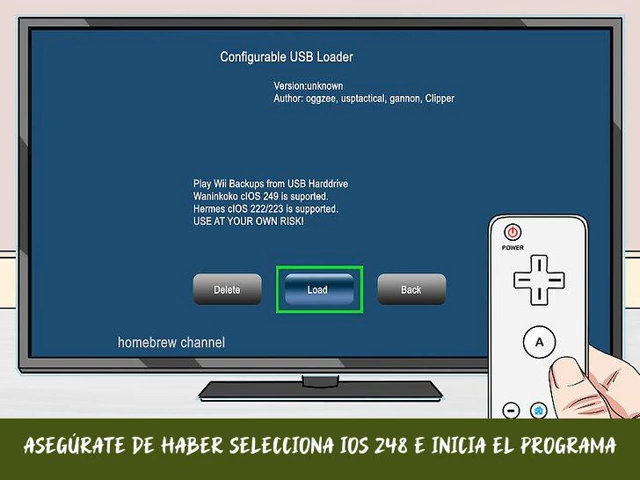 Configurable USB Loader
Version:unknown
Author: oggzee, usptactical, gannon, Clipper
Play Wii Backups from USB Harddrive
Waninkoko cIOS 249 is suported.
Hermes cIOS 222/223 is supported.
USE AT YOUR OWN RISK!
Delete
Load
Back
homebrew channel
POWER
A
ASEGÚRATE DE HABER SELECCIONA IOS 248 E INICIA EL PROGRAMA